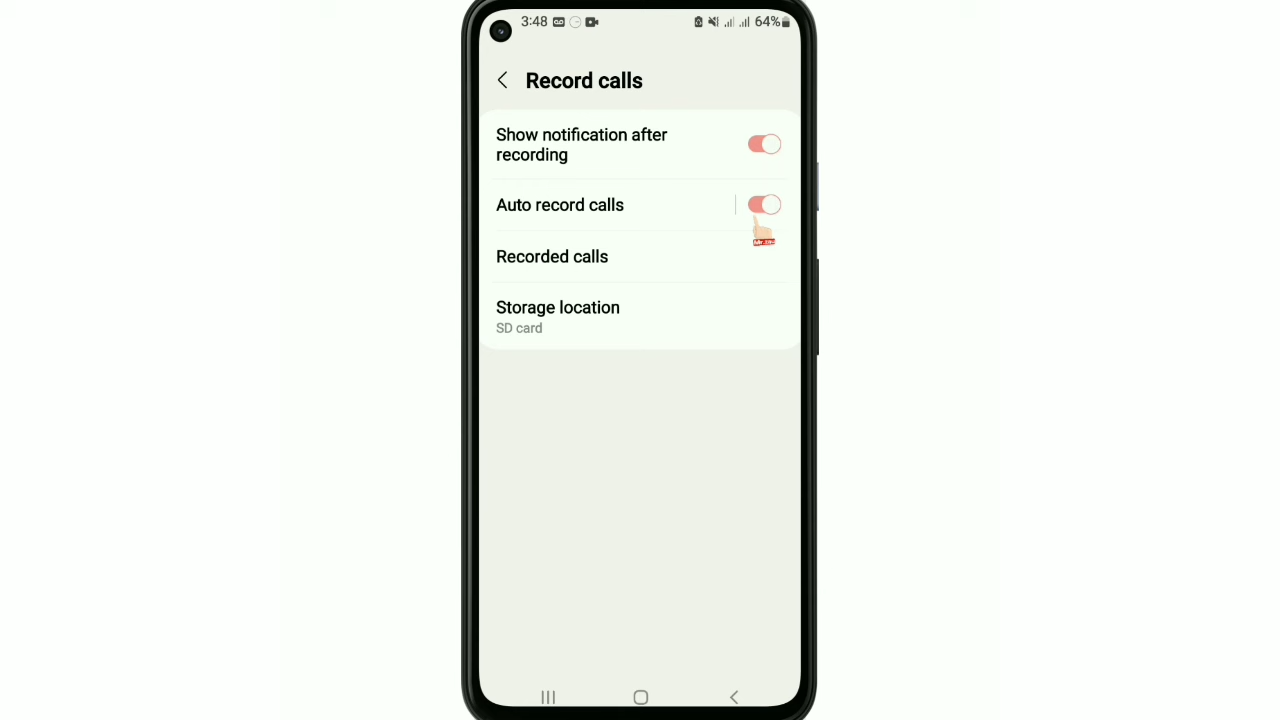 3:48
64%
Record calls
Show notification after
recording
Auto record calls
Recorded calls
Storage location
SD card